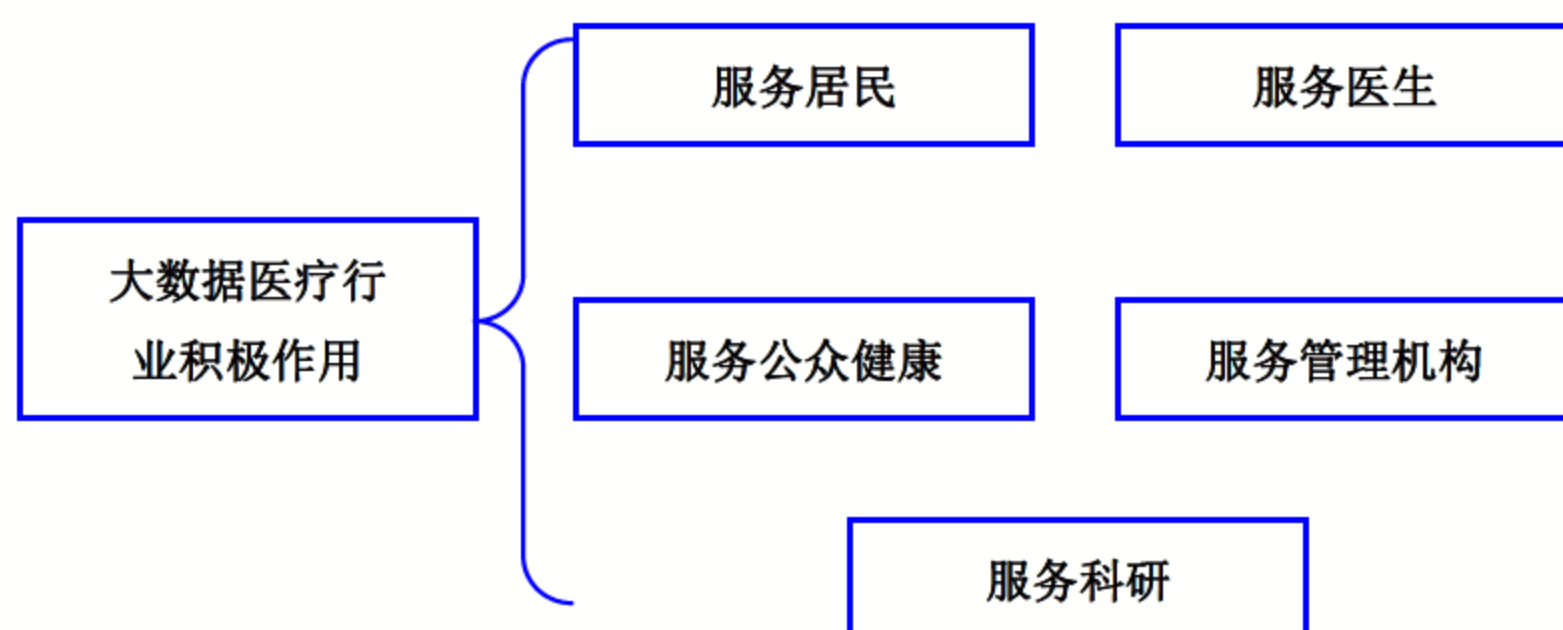 服务居民
服务医生
大数据医疗行
业积极作用
服务公众健康
服务管理机构
服务科研